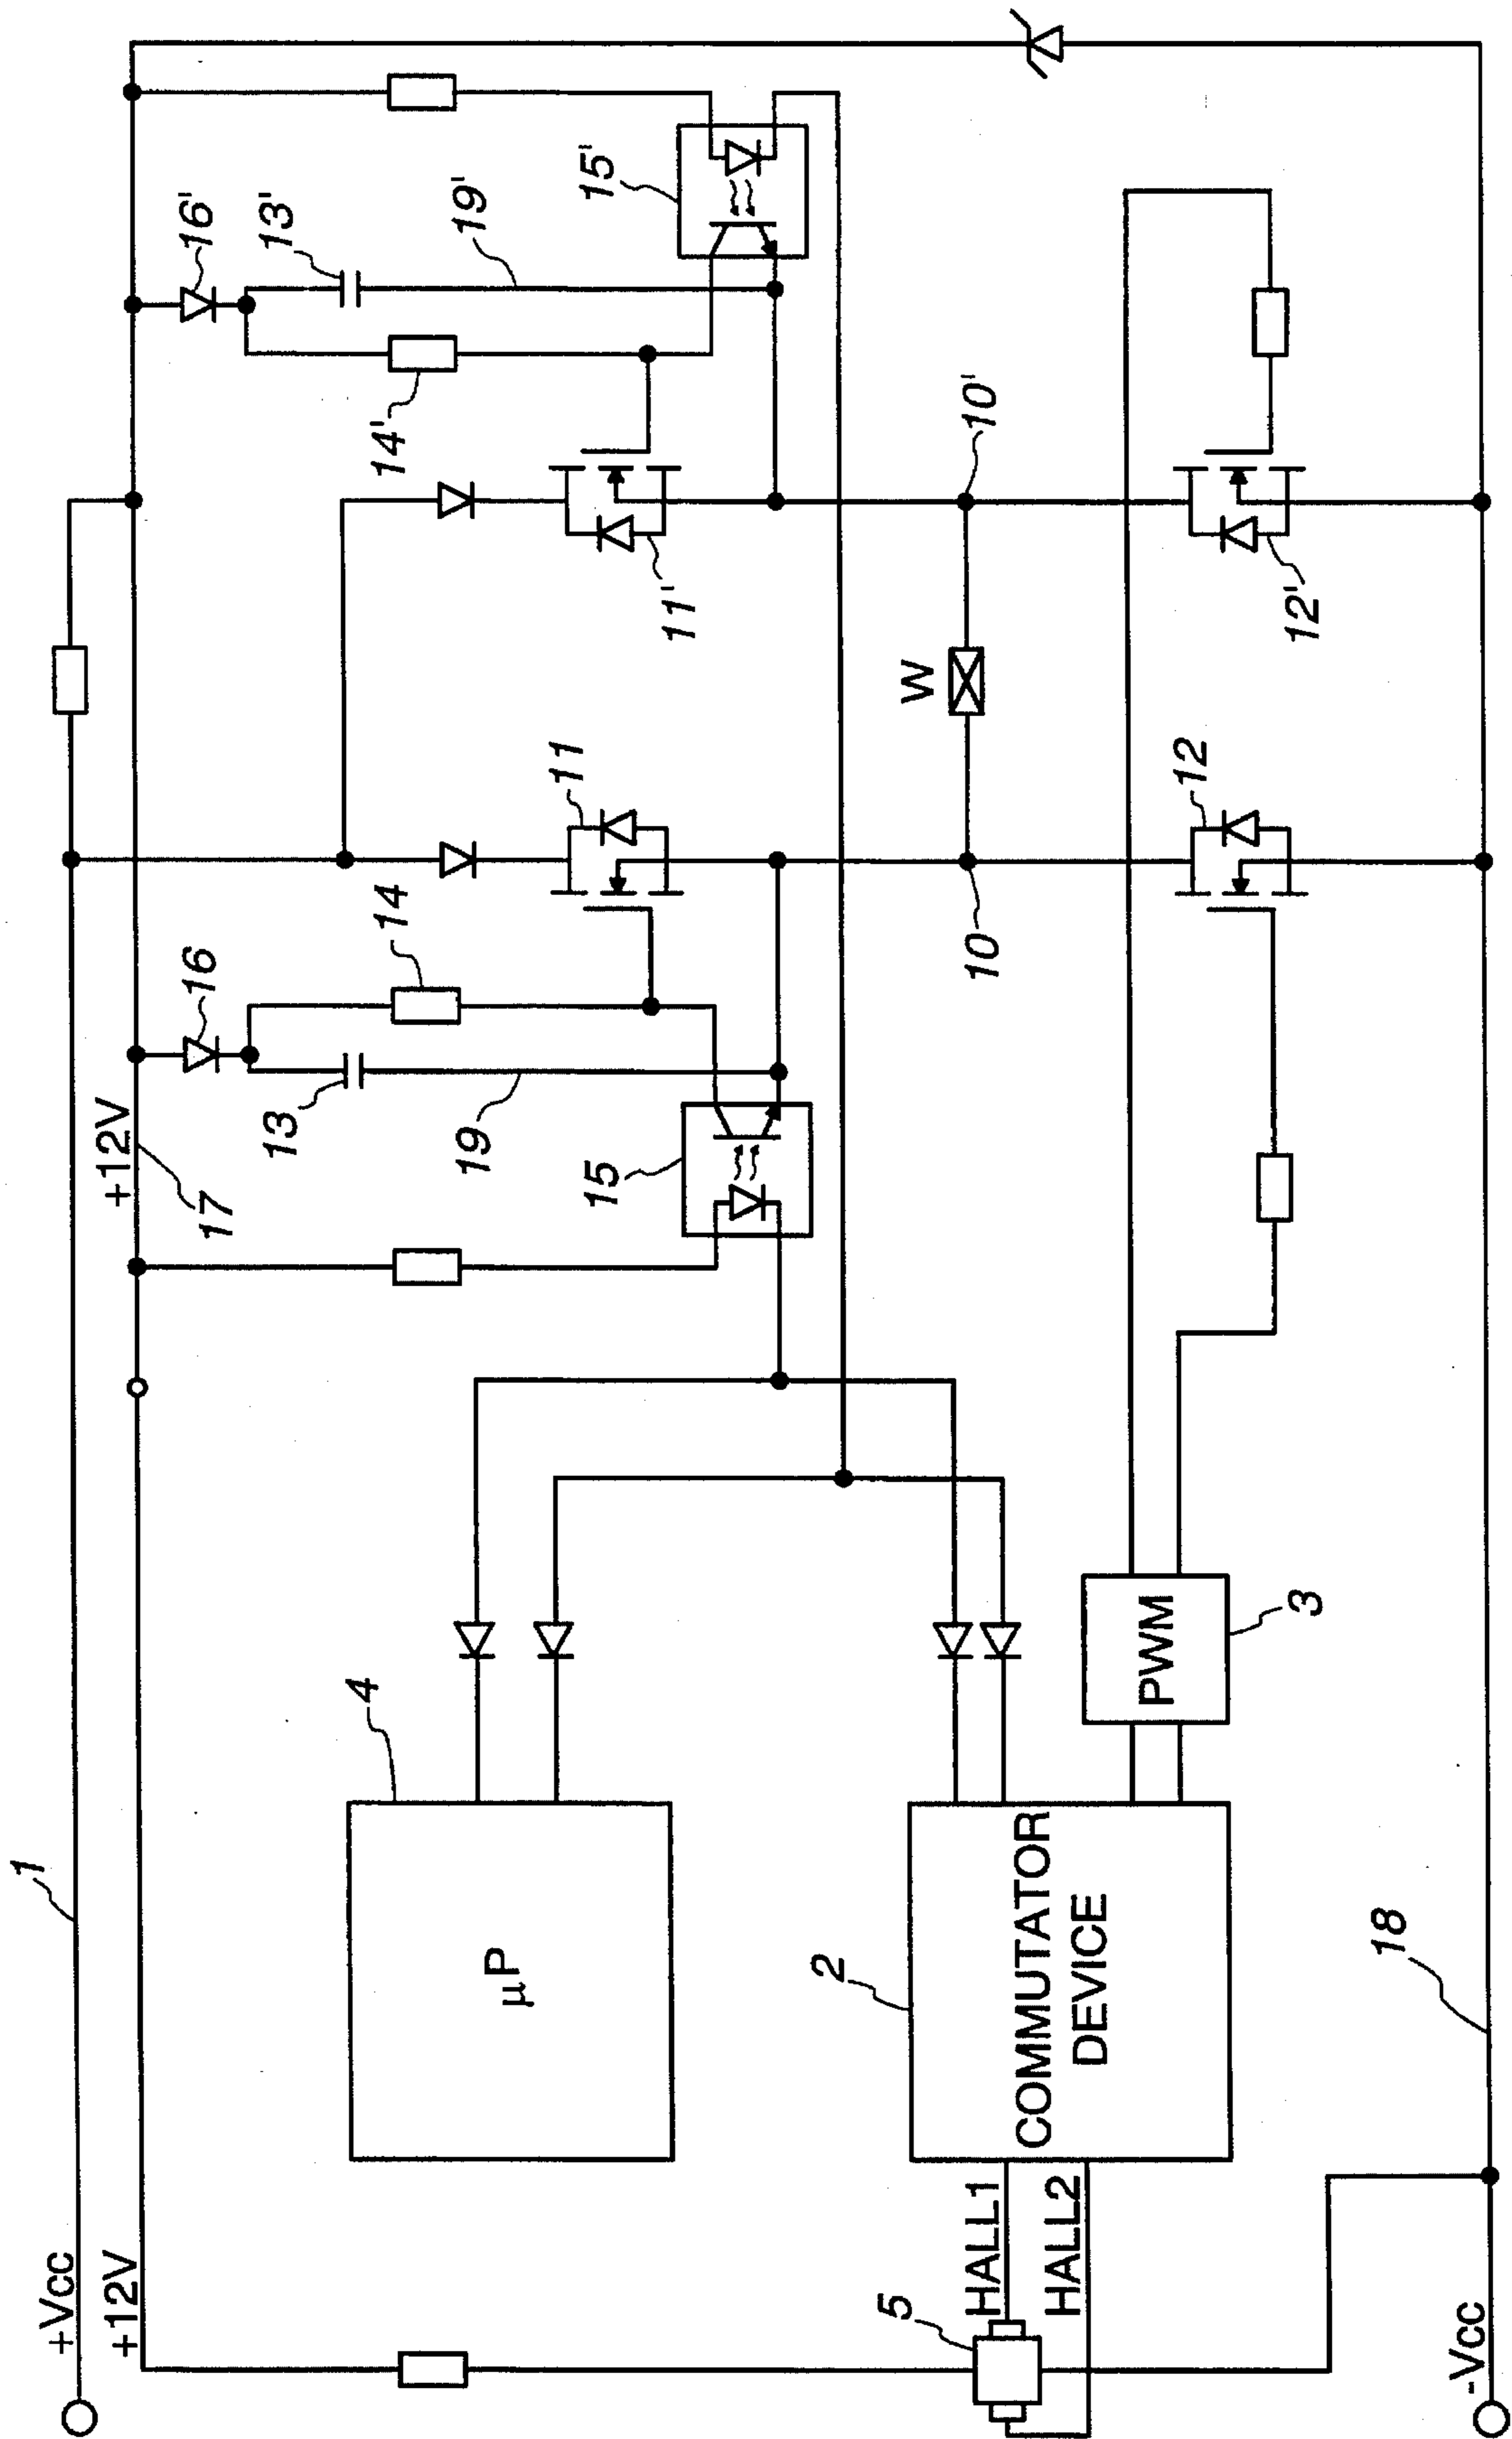 1
+Vcc
+12V
+12V
17
16
13
14
19
15
11
16'
13'
14'
19'
15'
11'
W
10
10'
12
12'
4
µP
2
COMMUTATOR
DEVICE
PWM
3
5
HALL1
HALL2
18
-Vcc